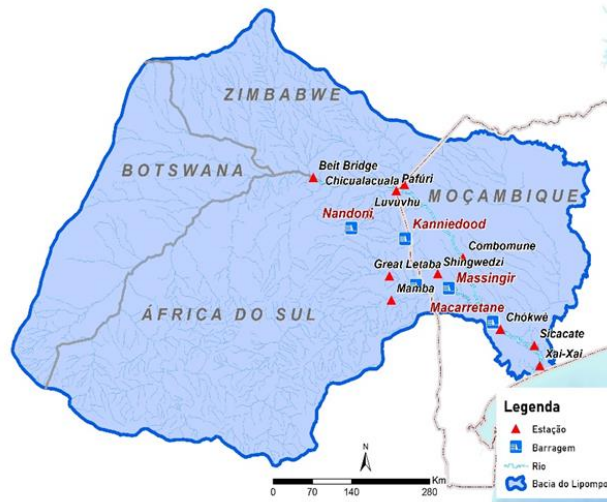 ZIMBABWE
BOTSWANA
Beit Bridge
Chicualacuala
Pafúri
MOÇAMBIQUE
Luvuvhu
Nandoni
Kanniedood
Combomune
Great Letaba
Shingwedzi
Massingir
Mamba
ÁFRICA DO SUL
Macarretane
Chókwè
Sicacate
Xai-Xai
Legenda
Estação
Barragem
Rio
Bacia do Lipompo
N
Km
0 70 140 280